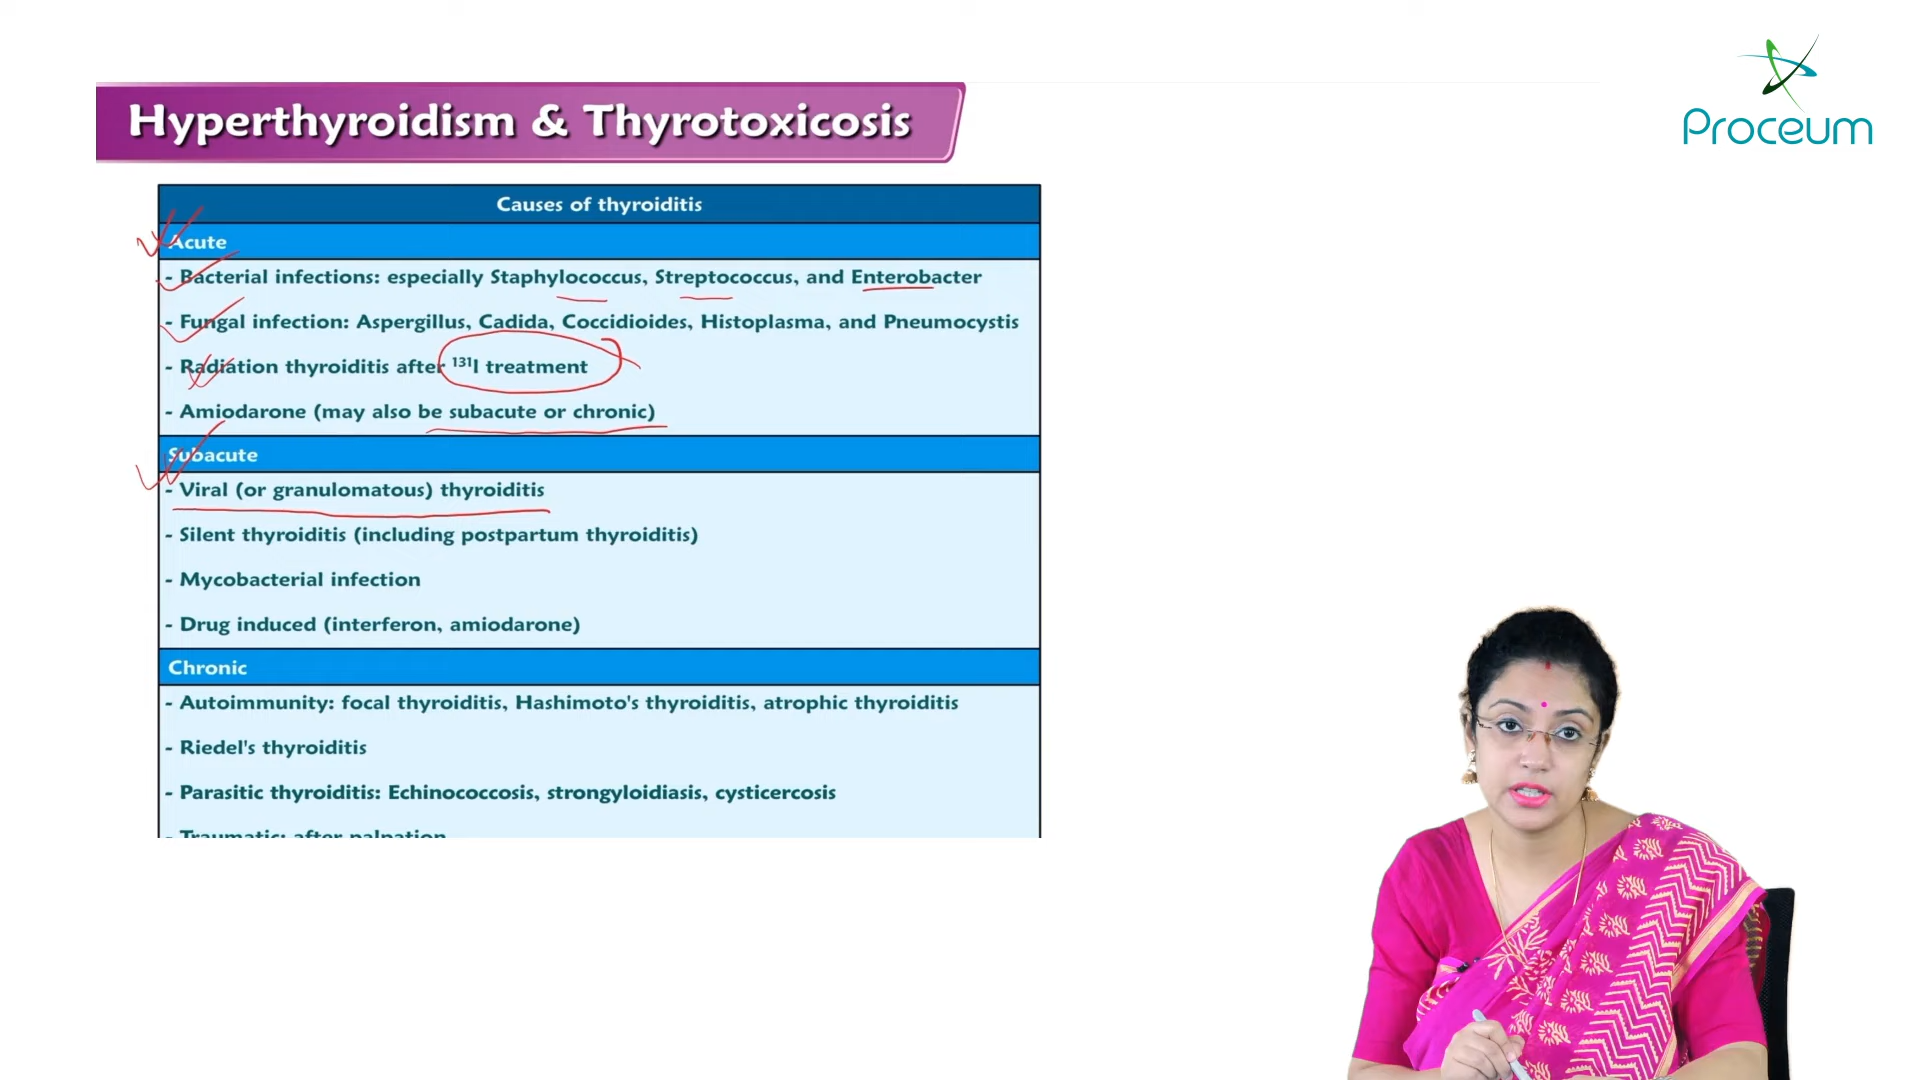 Hyperthyroidism & Thyrotoxicosis
Proceum
Causes of thyroiditis
Acute
- Bacterial infections: especially Staphylococcus, Streptococcus, and Enterobacter
- Fungal infection: Aspergillus, Cadida, Coccidioides, Histoplasma, and Pneumocystis
- Radiation thyroiditis after ¹³¹I treatment
- Amiodarone (may also be subacute or chronic)
Subacute
- Viral (or granulomatous) thyroiditis
- Silent thyroiditis (including postpartum thyroiditis)
- Mycobacterial infection
- Drug induced (interferon, amiodarone)
Chronic
- Autoimmunity: focal thyroiditis, Hashimoto's thyroiditis, atrophic thyroiditis
- Riedel's thyroiditis
- Parasitic thyroiditis: Echinococcosis, strongyloidiasis, cysticercosis
- Traumatic: after palpation